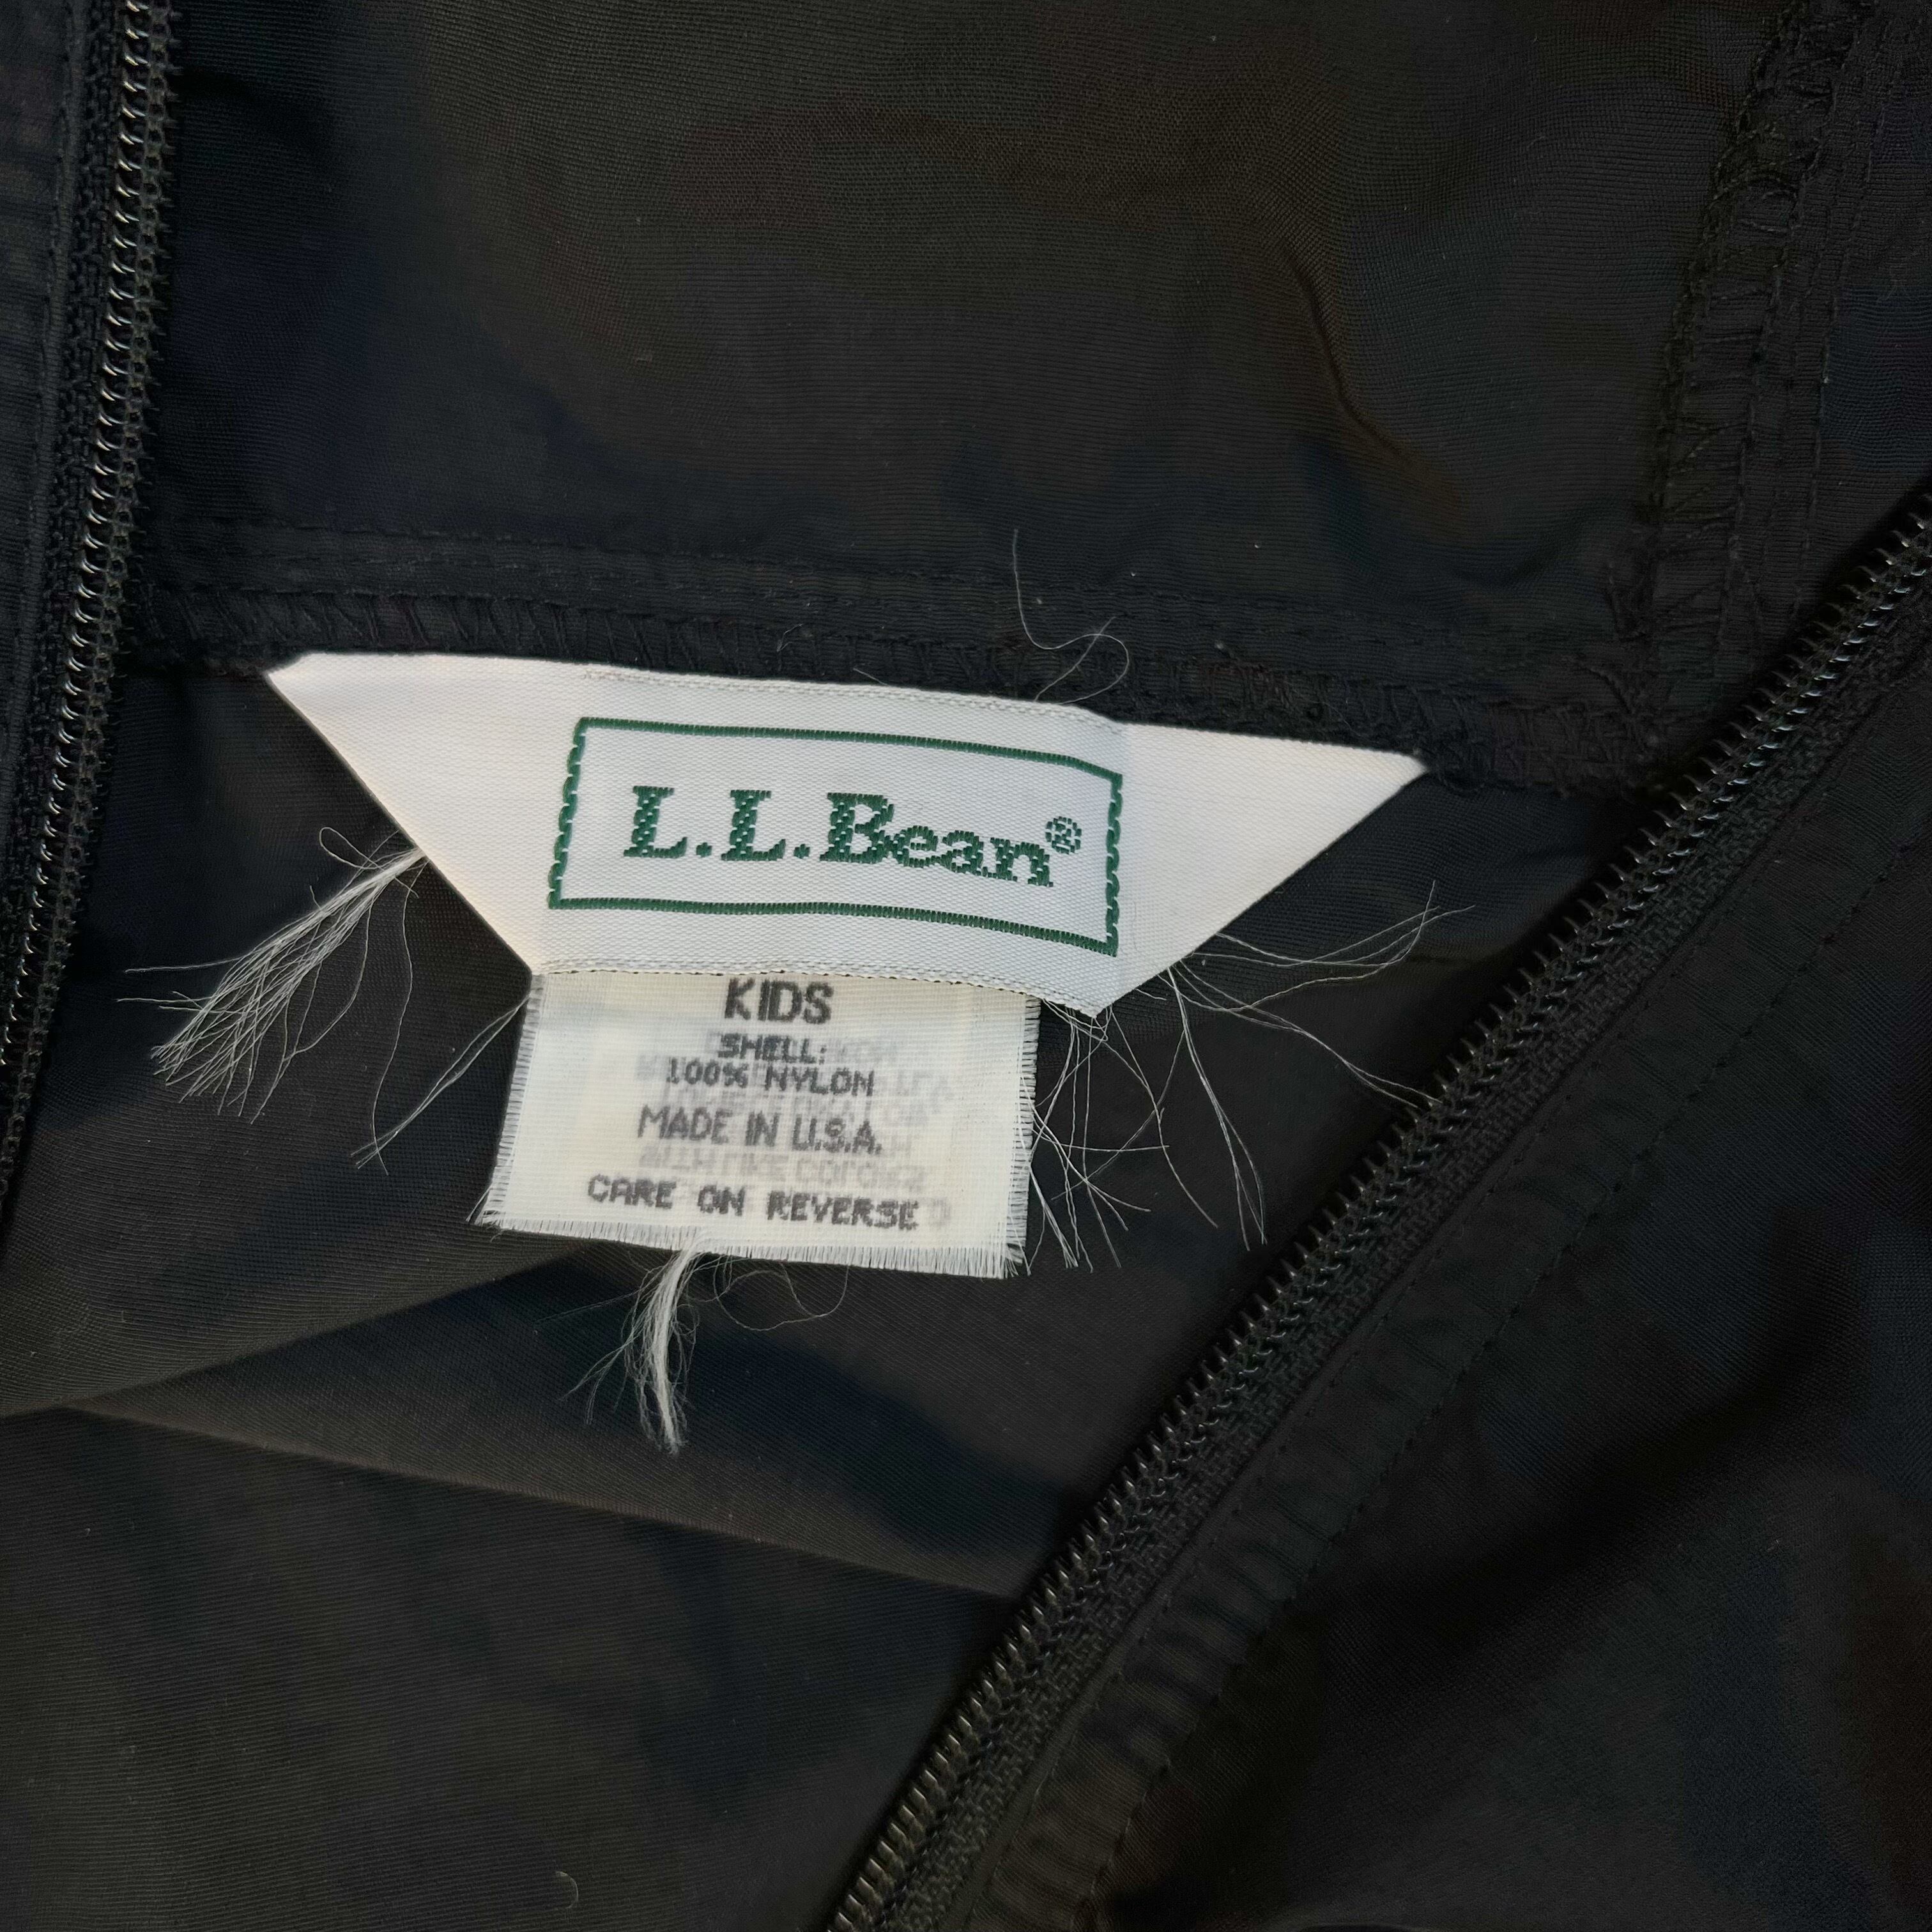 L.L.Bean®
KIDS
SHELL:
100% NYLON
MADE IN U.S.A.
CARE ON REVERSE